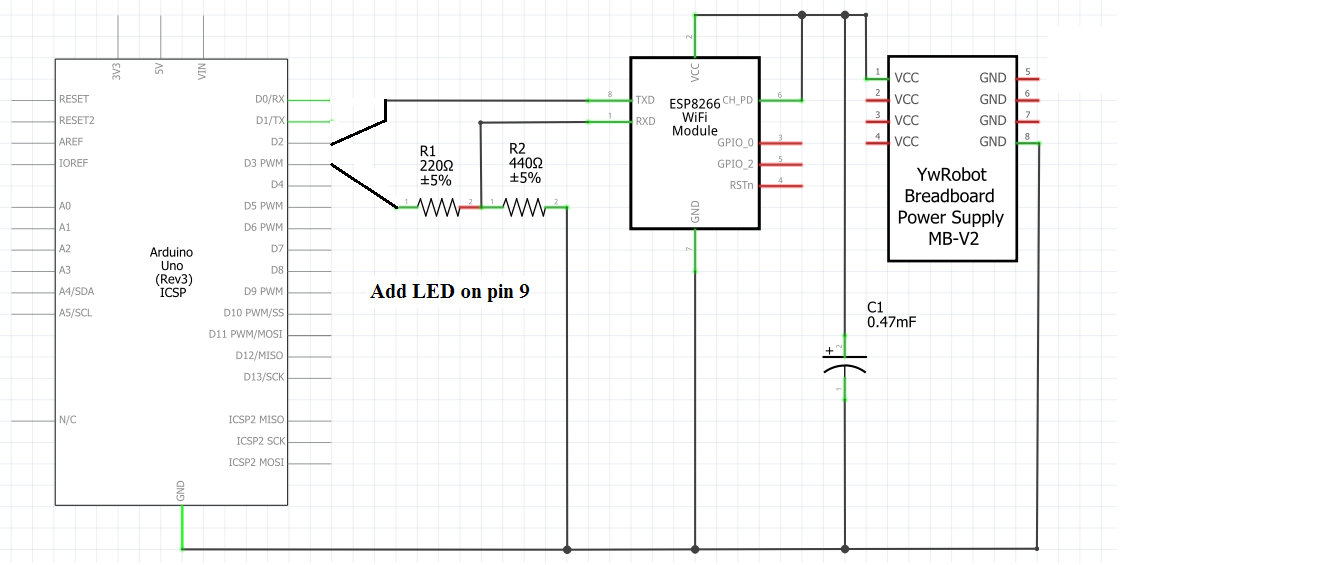 3V3
5V
VIN
RESET
RESET2
AREF
IOREF
A0
A1
A2
A3
A4/SDA
A5/SCL
N/C
Arduino
Uno
(Rev3)
ICSP
D0/RX
D1/TX
D2
D3 PWM
D4
D5 PWM
D6 PWM
D7
D8
D9 PWM
D10 PWM/SS
D11 PWM/MOSI
D12/MISO
D13/SCK
ICSP2 MISO
ICSP2 SCK
ICSP2 MOSI
GND
R1
220Ω
±5%
1
2
R2
440Ω
±5%
1
2
Add LED on pin 9
2
VCC
8
TXD
1
RXD
ESP8266
WiFi
Module
CH_PD
6
GPIO_0
3
GPIO_2
5
RSTn
4
GND
7
C1
0.47mF
+
2
1
1
VCC
2
VCC
3
VCC
4
VCC
GND
5
GND
6
GND
7
GND
8
YwRobot
Breadboard
Power Supply
MB-V2